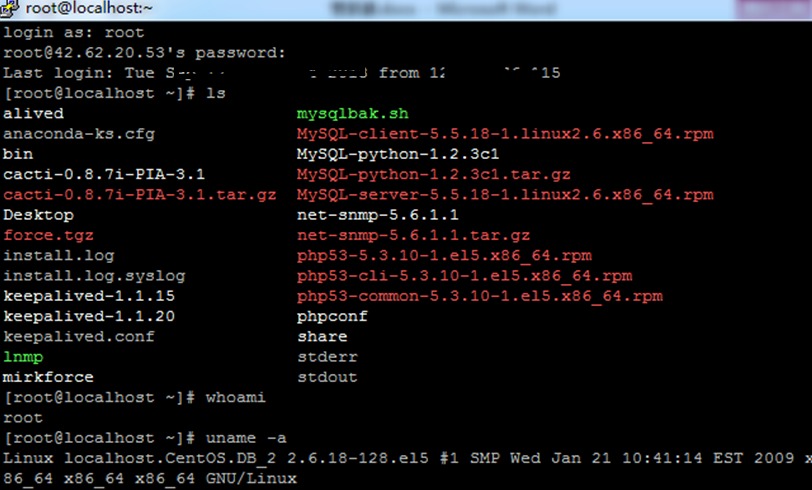 root@localhost:~
login as: root
root@42.62.20.53's password:
Last login: Tue from 115
[root@localhost ~]# ls
alived mysqlbak.sh
anaconda-ks.cfg MySQL-client-5.5.18-1.linux2.6.x86_64.rpm
bin MySQL-python-1.2.3c1
cacti-0.8.7i-PIA-3.1 MySQL-python-1.2.3c1.tar.gz
cacti-0.8.7i-PIA-3.1.tar.gz MySQL-server-5.5.18-1.linux2.6.x86_64.rpm
Desktop net-snmp-5.6.1.1
force.tgz net-snmp-5.6.1.1.tar.gz
install.log php53-5.3.10-1.el5.x86_64.rpm
install.log.syslog php53-cli-5.3.10-1.el5.x86_64.rpm
keepalived-1.1.15 php53-common-5.3.10-1.el5.x86_64.rpm
keepalived-1.1.20 phpconf
keepalived.conf share
lnmp stderr
mirkforce stdout
[root@localhost ~]# whoami
root
[root@localhost ~]# uname -a
Linux localhost.CentOS.DB_2 2.6.18-128.el5 #1 SMP Wed Jan 21 10:41:14 EST 2009 x
86_64 x86_64 x86_64 GNU/Linux